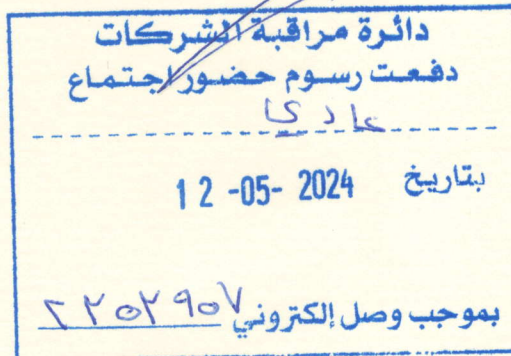 دائرة مراقبة الشركات
دفعت رسوم حضور اجتماع
عادي
بتاريخ 2024 -05- 12
بموجب وصل إلكتروني ٢٢٥٢٩٥٧